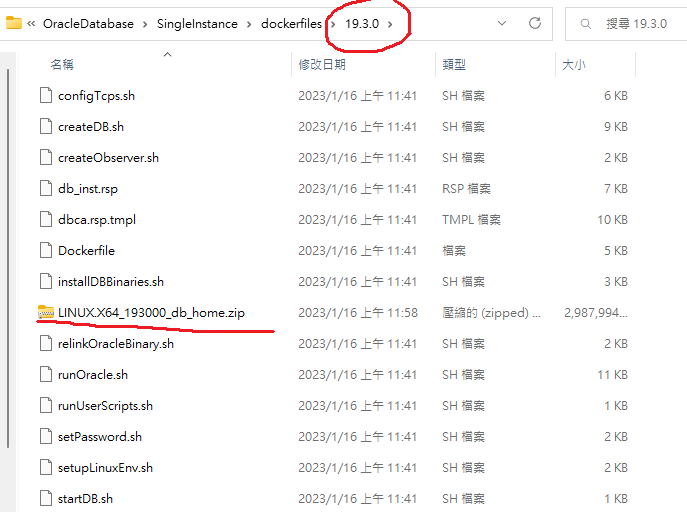 « OracleDatabase › SingleInstance › dockerfiles › 19.3.0 › 搜尋 19.3.0
名稱 修改日期 類型 大小
configTcps.sh 2023/1/16 上午 11:41 SH 檔案 6 KB
createDB.sh 2023/1/16 上午 11:41 SH 檔案 9 KB
createObserver.sh 2023/1/16 上午 11:41 SH 檔案 2 KB
db_inst.rsp 2023/1/16 上午 11:41 RSP 檔案 7 KB
dbca.rsp.tmpl 2023/1/16 上午 11:41 TMPL 檔案 10 KB
Dockerfile 2023/1/16 上午 11:41 檔案 5 KB
installDBBinaries.sh 2023/1/16 上午 11:41 SH 檔案 3 KB
LINUX.X64_193000_db_home.zip 2023/1/16 上午 11:58 壓縮的 (zipped) ... 2,987,994...
relinkOracleBinary.sh 2023/1/16 上午 11:41 SH 檔案 2 KB
runOracle.sh 2023/1/16 上午 11:41 SH 檔案 11 KB
runUserScripts.sh 2023/1/16 上午 11:41 SH 檔案 1 KB
setPassword.sh 2023/1/16 上午 11:41 SH 檔案 2 KB
setupLinuxEnv.sh 2023/1/16 上午 11:41 SH 檔案 2 KB
startDB.sh 2023/1/16 上午 11:41 SH 檔案 1 KB